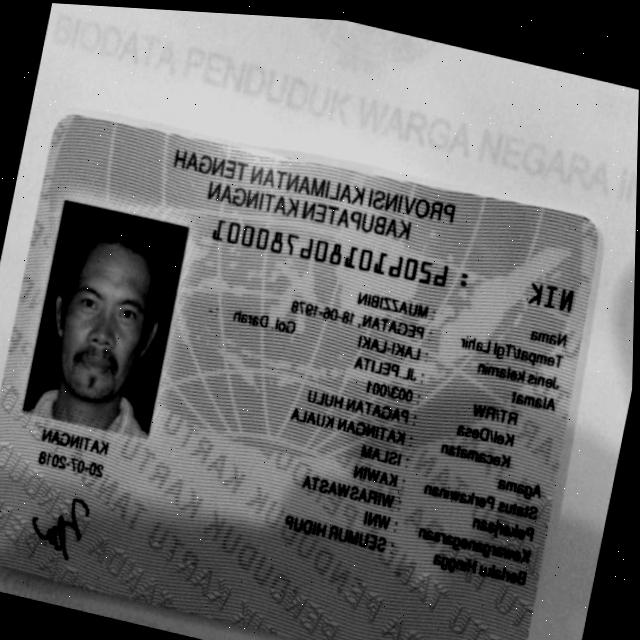 BIODATA PENDUDUK WARGA NEGARA I
PROVINSI KALIMANTAN TENGAH
KABUPATEN KATINGAN
NIK : 6206101806780001
Nama : MUAZZIBIN
Tempat/Tgl Lahir : PEGATAN, 18-06-1978
Jenis kelamin : LAKI-LAKI Gol. Darah
Alamat : JL PELITA
RT/RW : 003/001
Kel/Desa : PAGATAN HULU
Kecamatan : KATINGAN KUALA
Agama : ISLAM
Status Perkawinan : KAWIN
Pekerjaan : WIRASWASTA
Kewarganegaraan : WNI
Berlaku Hingga : SEUMUR HIDUP
KATINGAN
20-07-2018